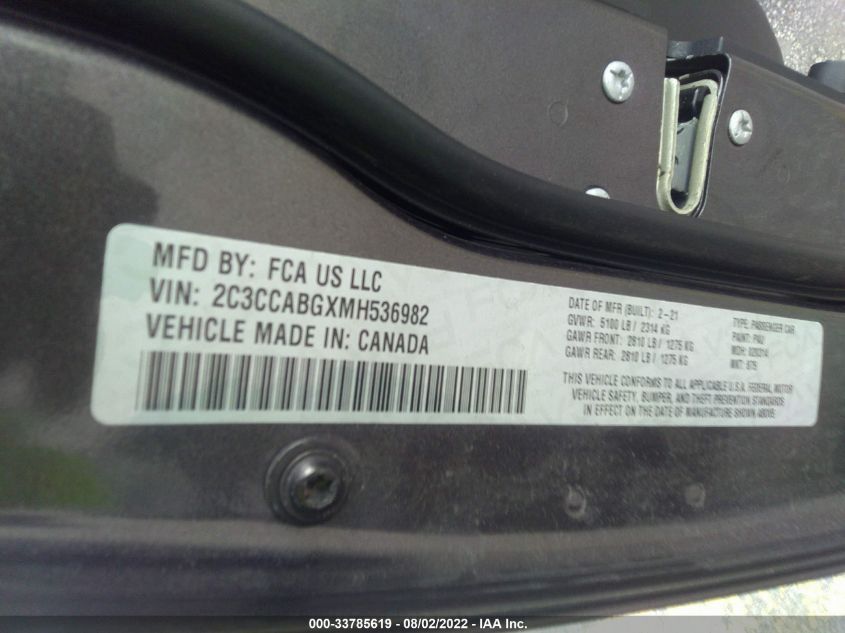 MFD BY: FCA US LLC
VIN: 2C3CCABGXMH536982
VEHICLE MADE IN: CANADA
DATE OF MFR (BUILT): 2-21
GVWR: 5100 LB / 2314 KG
GAWR FRONT: 2810 LB / 1275 KG
GAWR REAR: 2810 LB / 1275 KG
TYPE: PASSENGER CAR
PAINT:
MDH:
MNT:
THIS VEHICLE CONFORMS TO ALL APPLICABLE U.S.A. FEDERAL MOTOR
VEHICLE SAFETY, BUMPER, AND THEFT PREVENTION STANDARDS
IN EFFECT ON THE DATE OF MANUFACTURE SHOWN ABOVE.
000-33785619 - 08/02/2022 - IAA Inc.